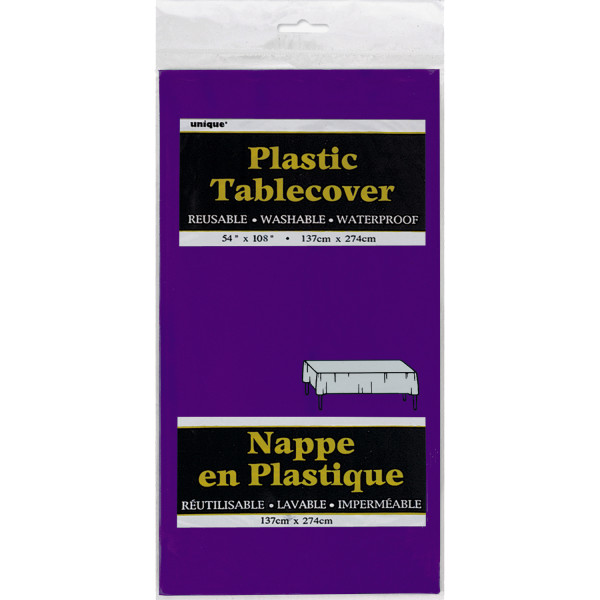 unique®
Plastic
Tablecover
REUSABLE • WASHABLE • WATERPROOF
54" x 108" • 137cm x 274cm
Nappe
en Plastique
RÉUTILISABLE • LAVABLE • IMPERMÉABLE
137cm x 274cm